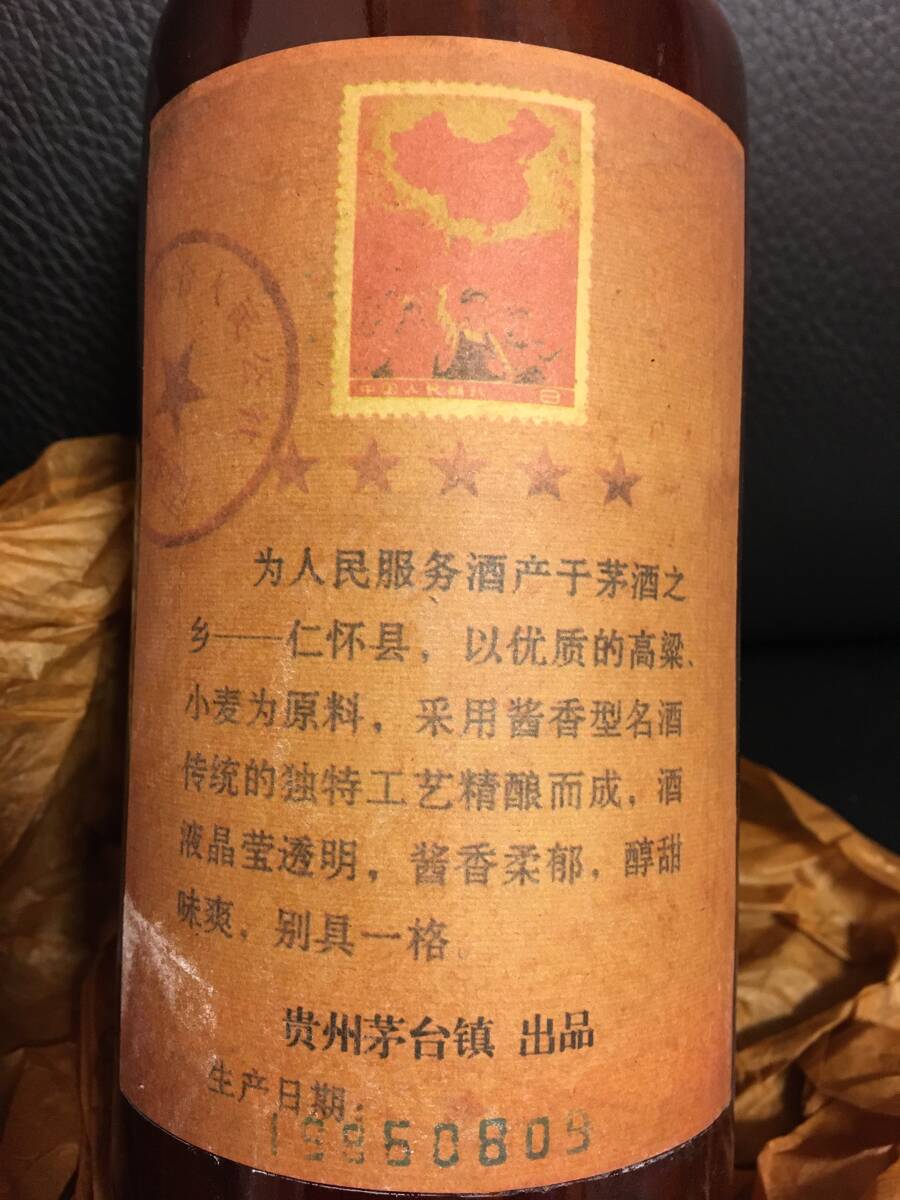 为人民服务酒产于茅酒之
乡——仁怀县，以优质的高粱、
小麦为原料，采用酱香型名酒
传统的独特工艺精酿而成，酒
液晶莹透明，酱香柔郁，醇甜
味爽，别具一格。
贵州茅台镇 出品
生产日期：